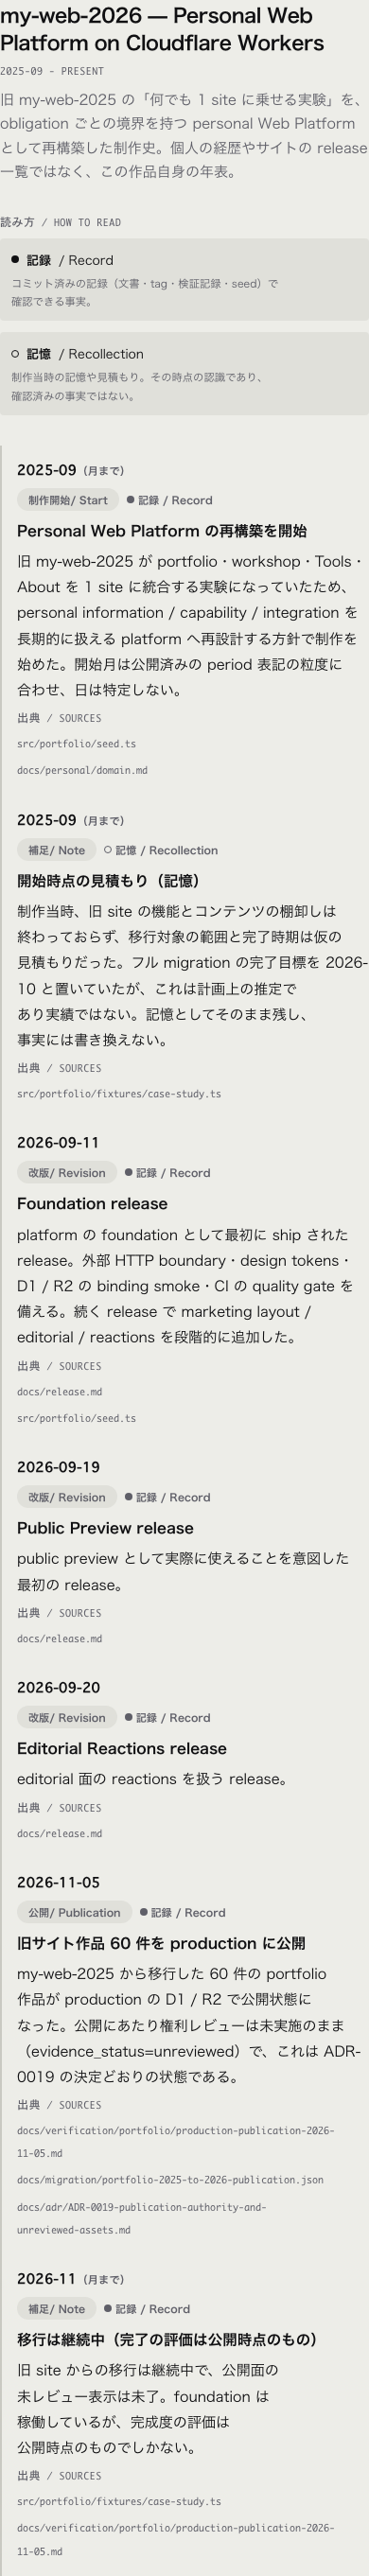 my-web-2026 — Personal Web
Platform on Cloudflare Workers
2025-09 – PRESENT
旧 my-web-2025 の「何でも 1 site に乗せる実験」を、
obligation ごとの境界を持つ personal Web Platform
として再構築した制作史。個人の経歴やサイトの release
一覧ではなく、この作品自身の年表。
読み方 / HOW TO READ
● 記録 / Record
コミット済みの記録（文書・tag・検証記録・seed）で
確認できる事実。
○ 記憶 / Recollection
制作当時の記憶や見積もり。その時点の認識であり、
確認済みの事実ではない。
2025-09（月まで）
制作開始/ Start ● 記録 / Record
Personal Web Platform の再構築を開始
旧 my-web-2025 が portfolio・workshop・Tools・
About を 1 site に統合する実験になっていたため、
personal information / capability / integration を
長期的に扱える platform へ再設計する方針で制作を
始めた。開始月は公開済みの period 表記の粒度に
合わせ、日は特定しない。
出典 / SOURCES
src/portfolio/seed.ts
docs/personal/domain.md
2025-09（月まで）
補足/ Note ○ 記憶 / Recollection
開始時点の見積もり（記憶）
制作当時、旧 site の機能とコンテンツの棚卸しは
終わっておらず、移行対象の範囲と完了時期は仮の
見積もりだった。フル migration の完了目標を 2026-
10 と置いていたが、これは計画上の推定で
あり実績ではない。記憶としてそのまま残し、
事実には書き換えない。
出典 / SOURCES
src/portfolio/fixtures/case-study.ts
2026-09-11
改版/ Revision ● 記録 / Record
Foundation release
platform の foundation として最初に ship された
release。外部 HTTP boundary・design tokens・
D1 / R2 の binding smoke・CI の quality gate を
備える。続く release で marketing layout /
editorial / reactions を段階的に追加した。
出典 / SOURCES
docs/release.md
src/portfolio/seed.ts
2026-09-19
改版/ Revision ● 記録 / Record
Public Preview release
public preview として実際に使えることを意図した
最初の release。
出典 / SOURCES
docs/release.md
2026-09-20
改版/ Revision ● 記録 / Record
Editorial Reactions release
editorial 面の reactions を扱う release。
出典 / SOURCES
docs/release.md
2026-11-05
公開/ Publication ● 記録 / Record
旧サイト作品 60 件を production に公開
my-web-2025 から移行した 60 件の portfolio
作品が production の D1 / R2 で公開状態に
なった。公開にあたり権利レビューは未実施のまま
（evidence_status=unreviewed）で、これは ADR-
0019 の決定どおりの状態である。
出典 / SOURCES
docs/verification/portfolio/production-publication-2026-
11-05.md
docs/migration/portfolio-2025-to-2026-publication.json
docs/adr/ADR-0019-publication-authority-and-
unreviewed-assets.md
2026-11（月まで）
補足/ Note ● 記録 / Record
移行は継続中（完了の評価は公開時点のもの）
旧 site からの移行は継続中で、公開面の
未レビュー表示は未了。foundation は
稼働しているが、完成度の評価は
公開時点のものでしかない。
出典 / SOURCES
src/portfolio/fixtures/case-study.ts
docs/verification/portfolio/production-publication-2026-
11-05.md